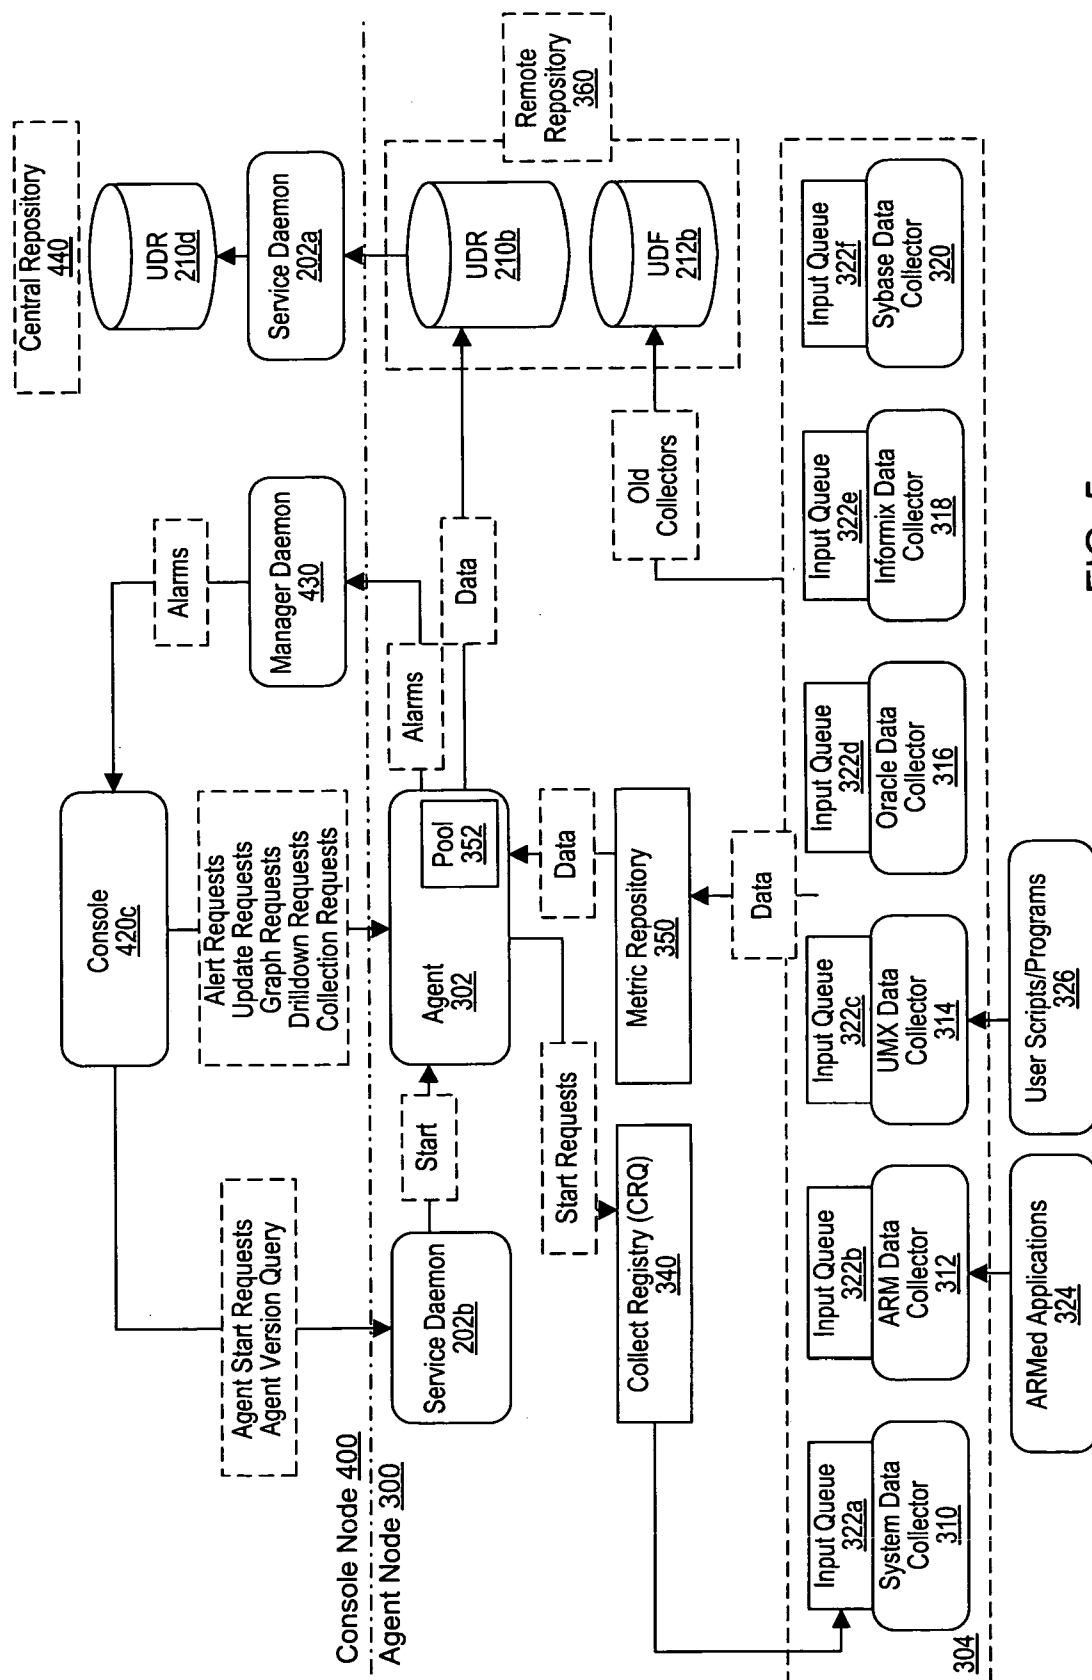 Central Repository
440
UDR
210d
Service Daemon
202a
Alarms
Manager Daemon
430
Console
420c
Alert Requests
Update Requests
Graph Requests
Drilldown Requests
Collection Requests
Agent Start Requests
Agent Version Query
Console Node 400
Agent Node 300
Remote
Repository
360
UDR
210b
UDF
212b
Data
Alarms
Agent
302
Pool
352
Start
Service Daemon
202b
Old
Collectors
Data
Start Requests
Metric Repository
350
Collect Registry (CRQ)
340
Data
304
Input Queue
322a
System Data
Collector
310
Input Queue
322b
ARM Data
Collector
312
Input Queue
322c
UMX Data
Collector
314
Input Queue
322d
Oracle Data
Collector
316
Input Queue
322e
Informix Data
Collector
318
Input Queue
322f
Sybase Data
Collector
320
ARMed Applications
324
User Scripts/Programs
326